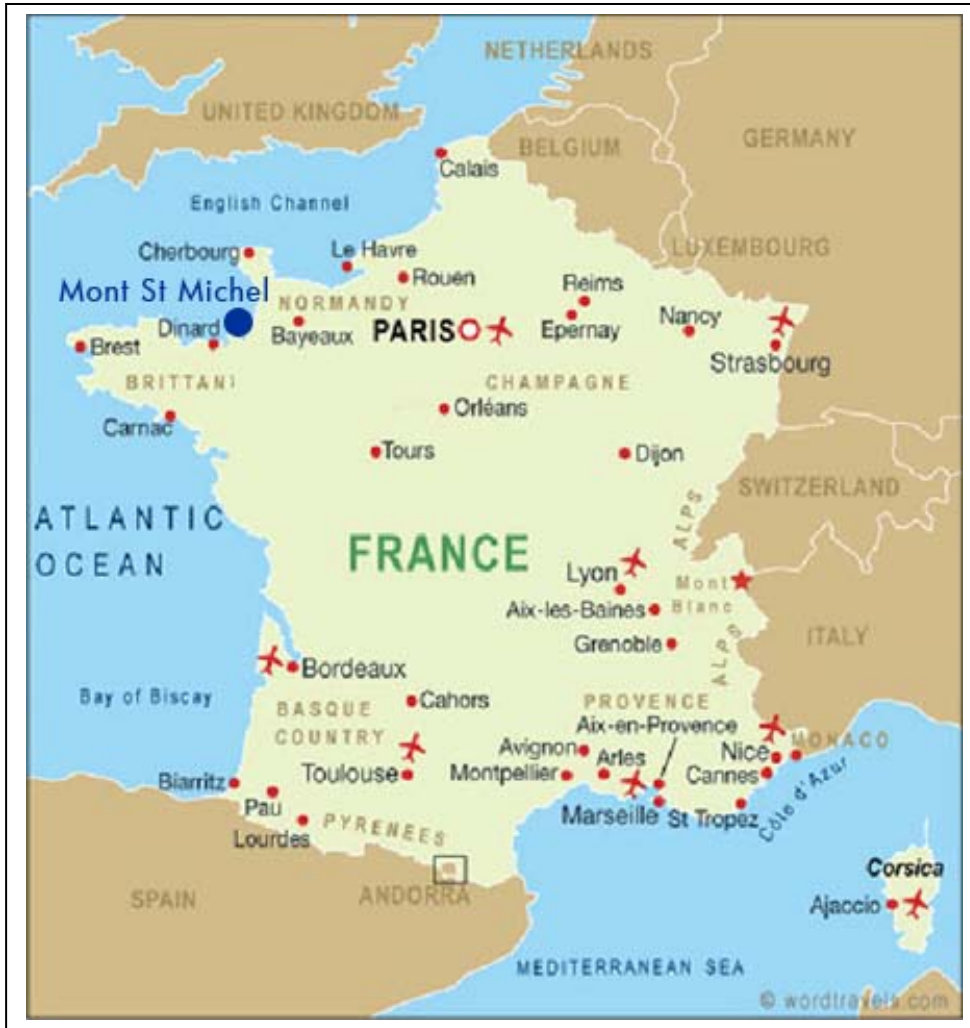 NETHERLANDS
UNITED KINGDOM
BELGIUM
GERMANY
Calais
English Channel
LUXEMBOURG
Cherbourg
Le Havre
Rouen
Mont St Michel
NORMANDY
Reims
Dinard
Bayeaux
PARIS
Epernay
Nancy
Brest
Strasbourg
BRITTANI
CHAMPAGNE
Carnac
Orléans
Tours
Dijon
SWITZERLAND
ATLANTIC
OCEAN
FRANCE
ALPS
Lyon
Mont
Blanc
Aix-les-Baines
Grenoble
ITALY
ALPS
Bordeaux
Bay of Biscay
BASQUE
COUNTRY
Cahors
PROVENCE
Aix-en-Provence
Avignon
Arles
Nice
MONACO
Biarritz
Toulouse
Montpellier
Cannes
Pau
Marseille
St Tropez
Côte d'Azur
Lourdes
PYRENEES
SPAIN
ANDORRA
Corsica
Ajaccio
MEDITERRANEAN SEA
© wordtravels.com